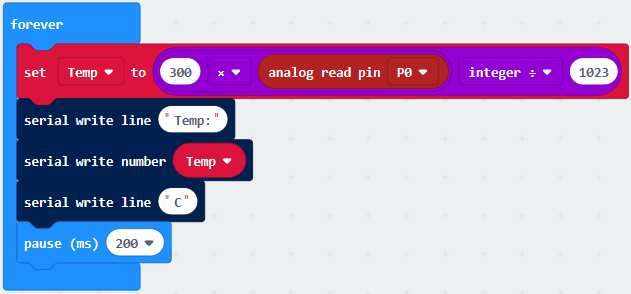 forever
set Temp to 300 × analog read pin P0 integer ÷ 1023
serial write line "Temp:"
serial write number Temp
serial write line "C"
pause (ms) 200